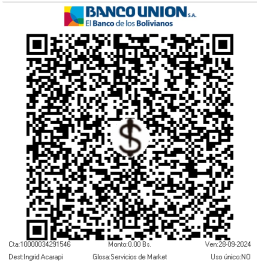 BANCO UNION S.A.
El Banco de los Bolivianos
Cta:10000034291546 Monto:0.00 Bs. Ven:28-09-2024
Dest:Ingrid Acarapi Glosa:Servicios de Market Uso único:NO